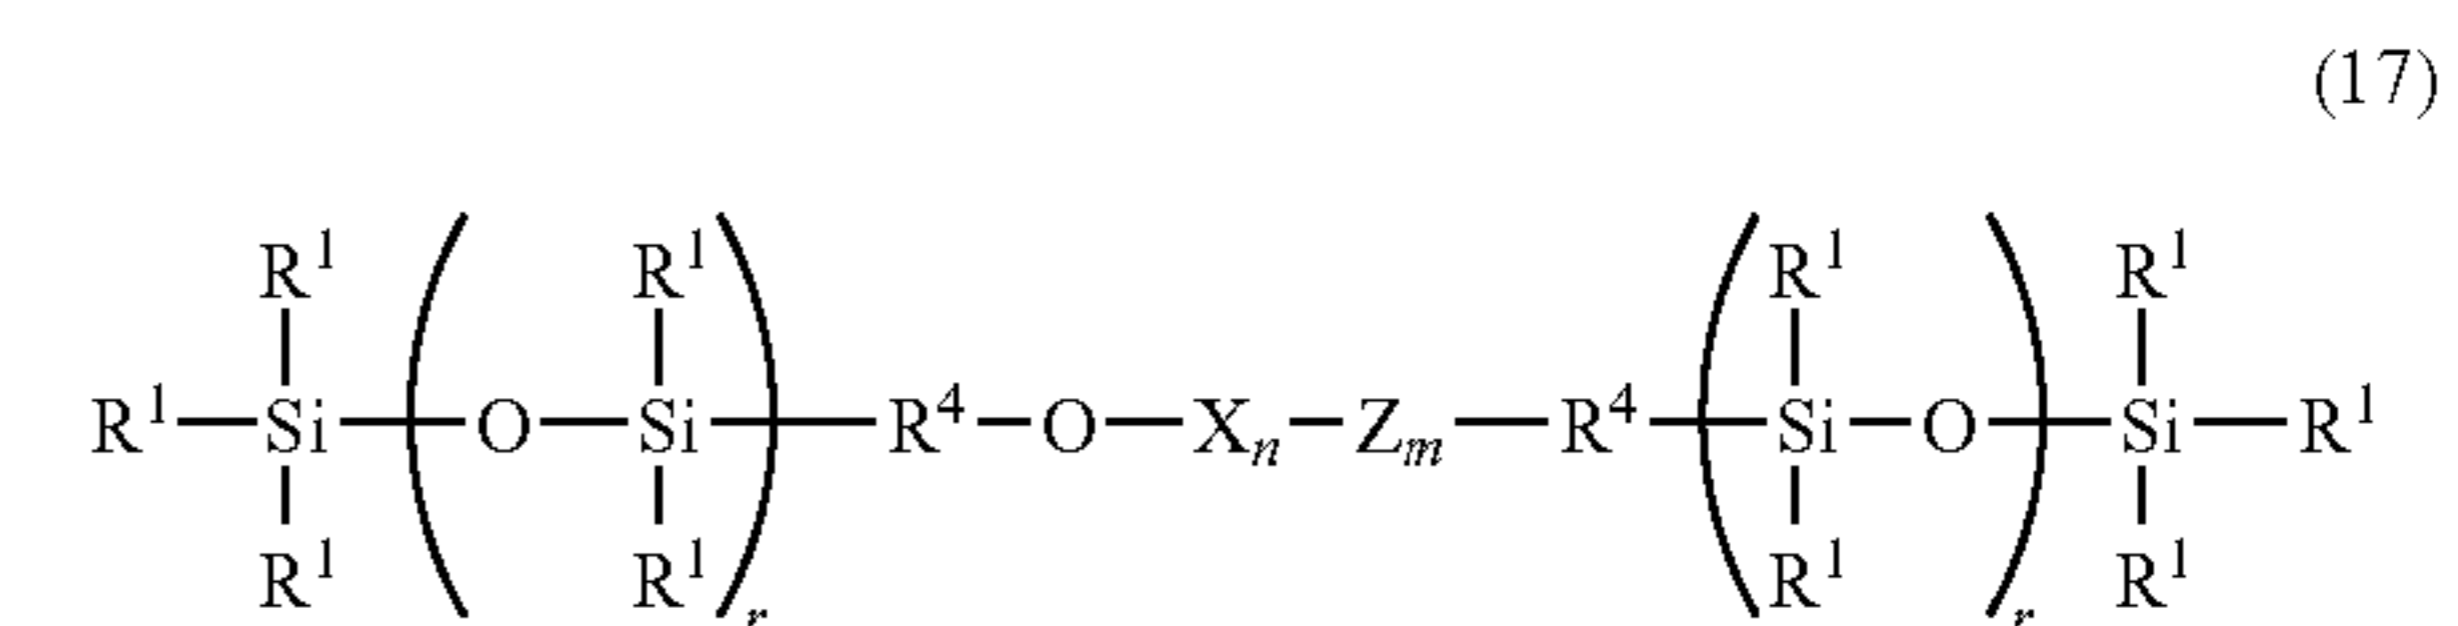 (17)
R¹ R¹ R¹ R¹
R¹—Si—(O—Si)—R⁴—O—Xₙ—Zₘ—R⁴—(Si—O)—Si—R¹
R¹ R¹ R¹ R¹
r r